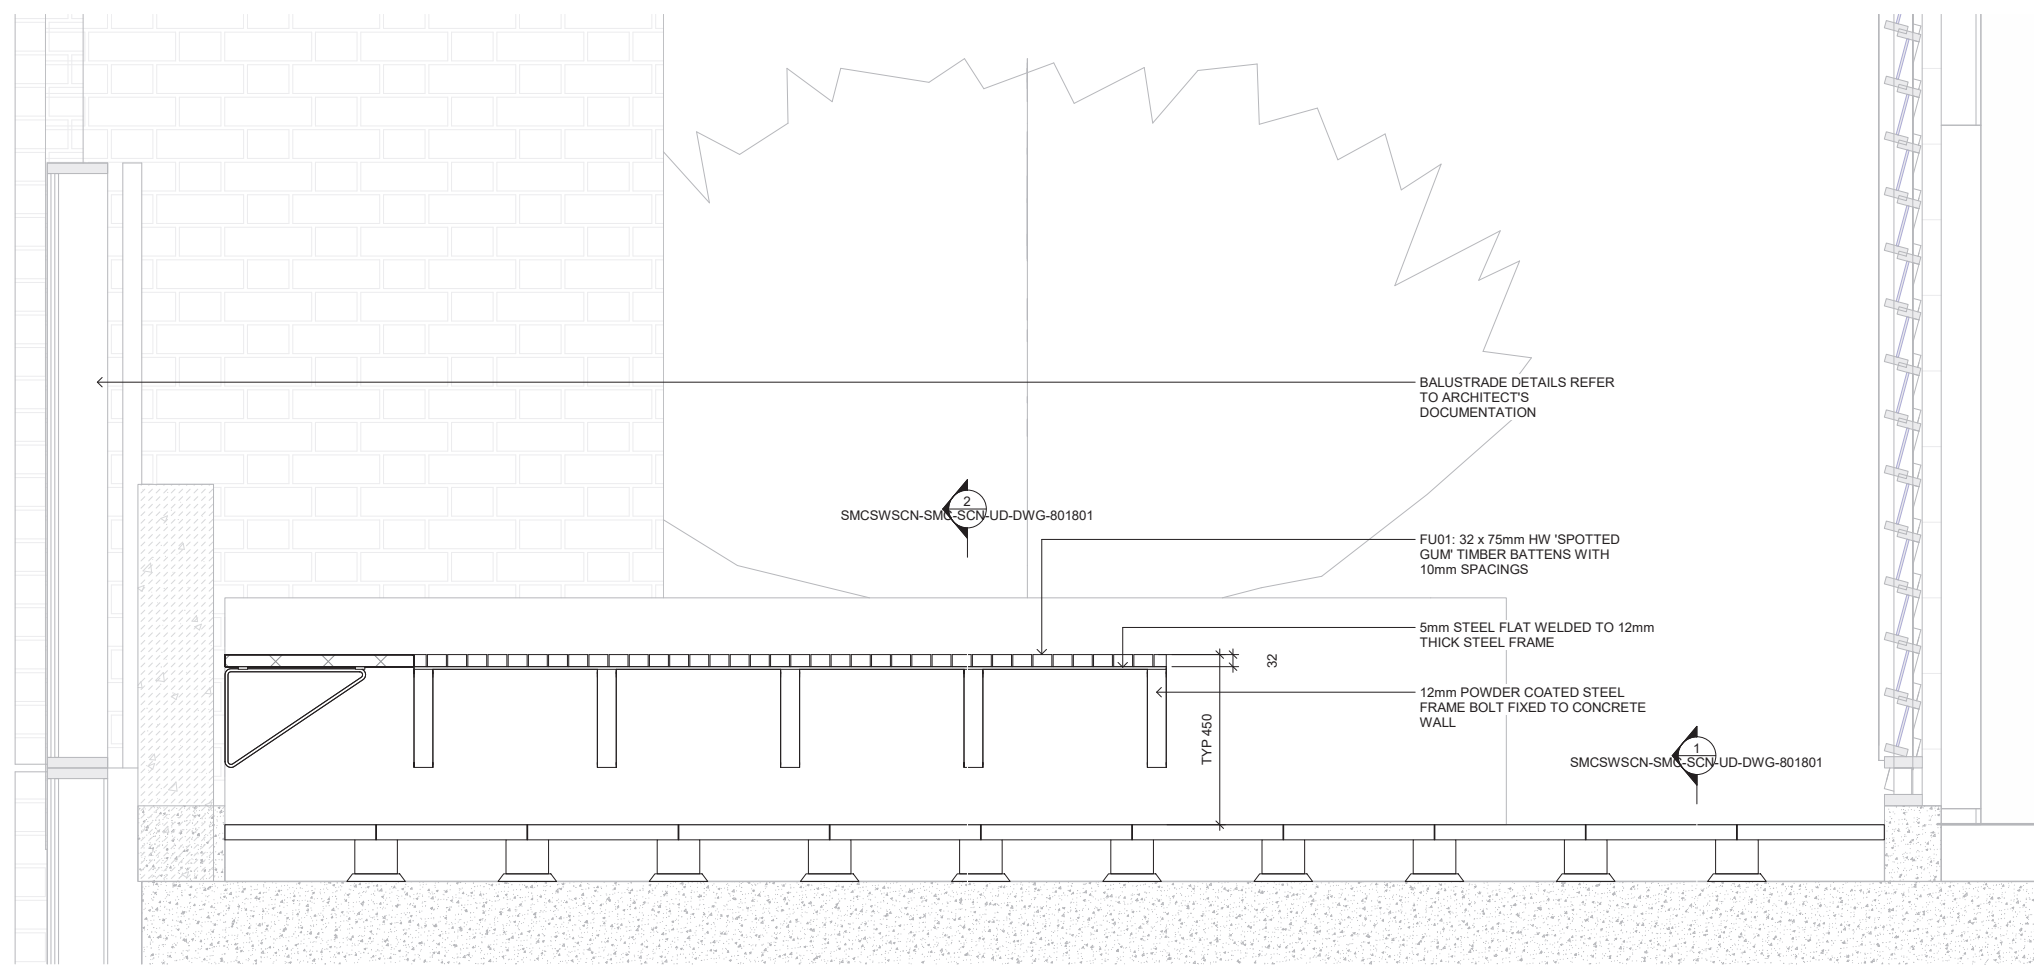 BALUSTRADE DETAILS REFER
TO ARCHITECT'S
DOCUMENTATION
2
SMCSWSCN-SMC-SCN-UD-DWG-801801
FU01: 32 x 75mm HW 'SPOTTED
GUM' TIMBER BATTENS WITH
10mm SPACINGS
5mm STEEL FLAT WELDED TO 12mm
THICK STEEL FRAME
32
12mm POWDER COATED STEEL
FRAME BOLT FIXED TO CONCRETE
WALL
TYP 450
1
SMCSWSCN-SMC-SCN-UD-DWG-801801